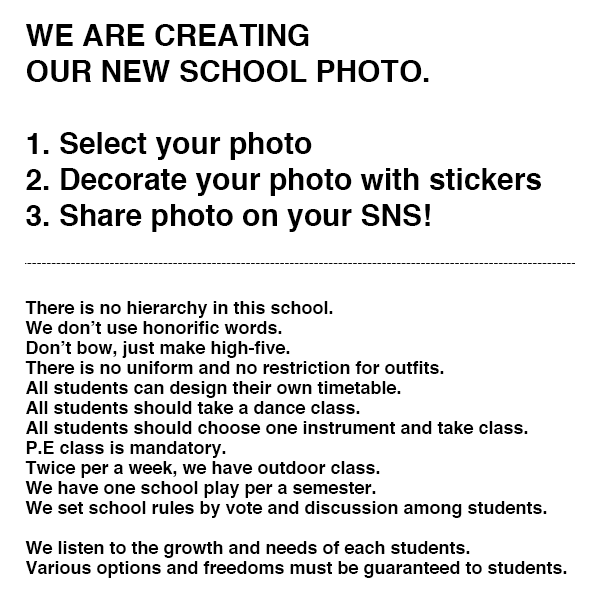 WE ARE CREATING
OUR NEW SCHOOL PHOTO.
1. Select your photo
2. Decorate your photo with stickers
3. Share photo on your SNS!
There is no hierarchy in this school.
We don’t use honorific words.
Don’t bow, just make high-five.
There is no uniform and no restriction for outfits.
All students can design their own timetable.
All students should take a dance class.
All students should choose one instrument and take class.
P.E class is mandatory.
Twice per a week, we have outdoor class.
We have one school play per a semester.
We set school rules by vote and discussion among students.
We listen to the growth and needs of each students.
Various options and freedoms must be guaranteed to students.